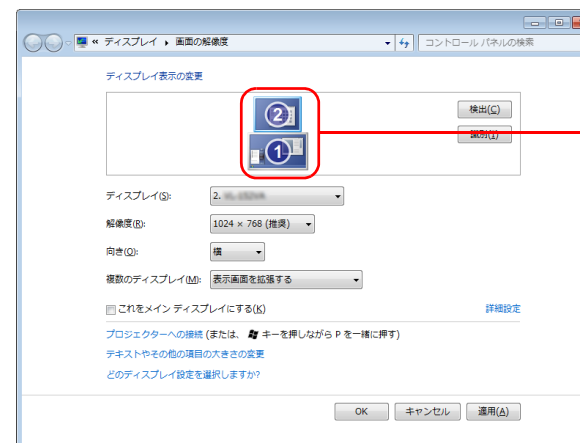 « ディスプレイ ▸ 画面の解像度
コントロール パネルの検索
ディスプレイ表示の変更
2
1
検出(C)
識別(I)
ディスプレイ(S): 2.
解像度(R): 1024 × 768 (推奨)
向き(O): 横
複数のディスプレイ(M): 表示画面を拡張する
これをメイン ディスプレイにする(K)
詳細設定
プロジェクターへの接続 (または、 キーを押しながら P を一緒に押す)
テキストやその他の項目の大きさの変更
どのディスプレイ設定を選択しますか?
OK キャンセル 適用(A)